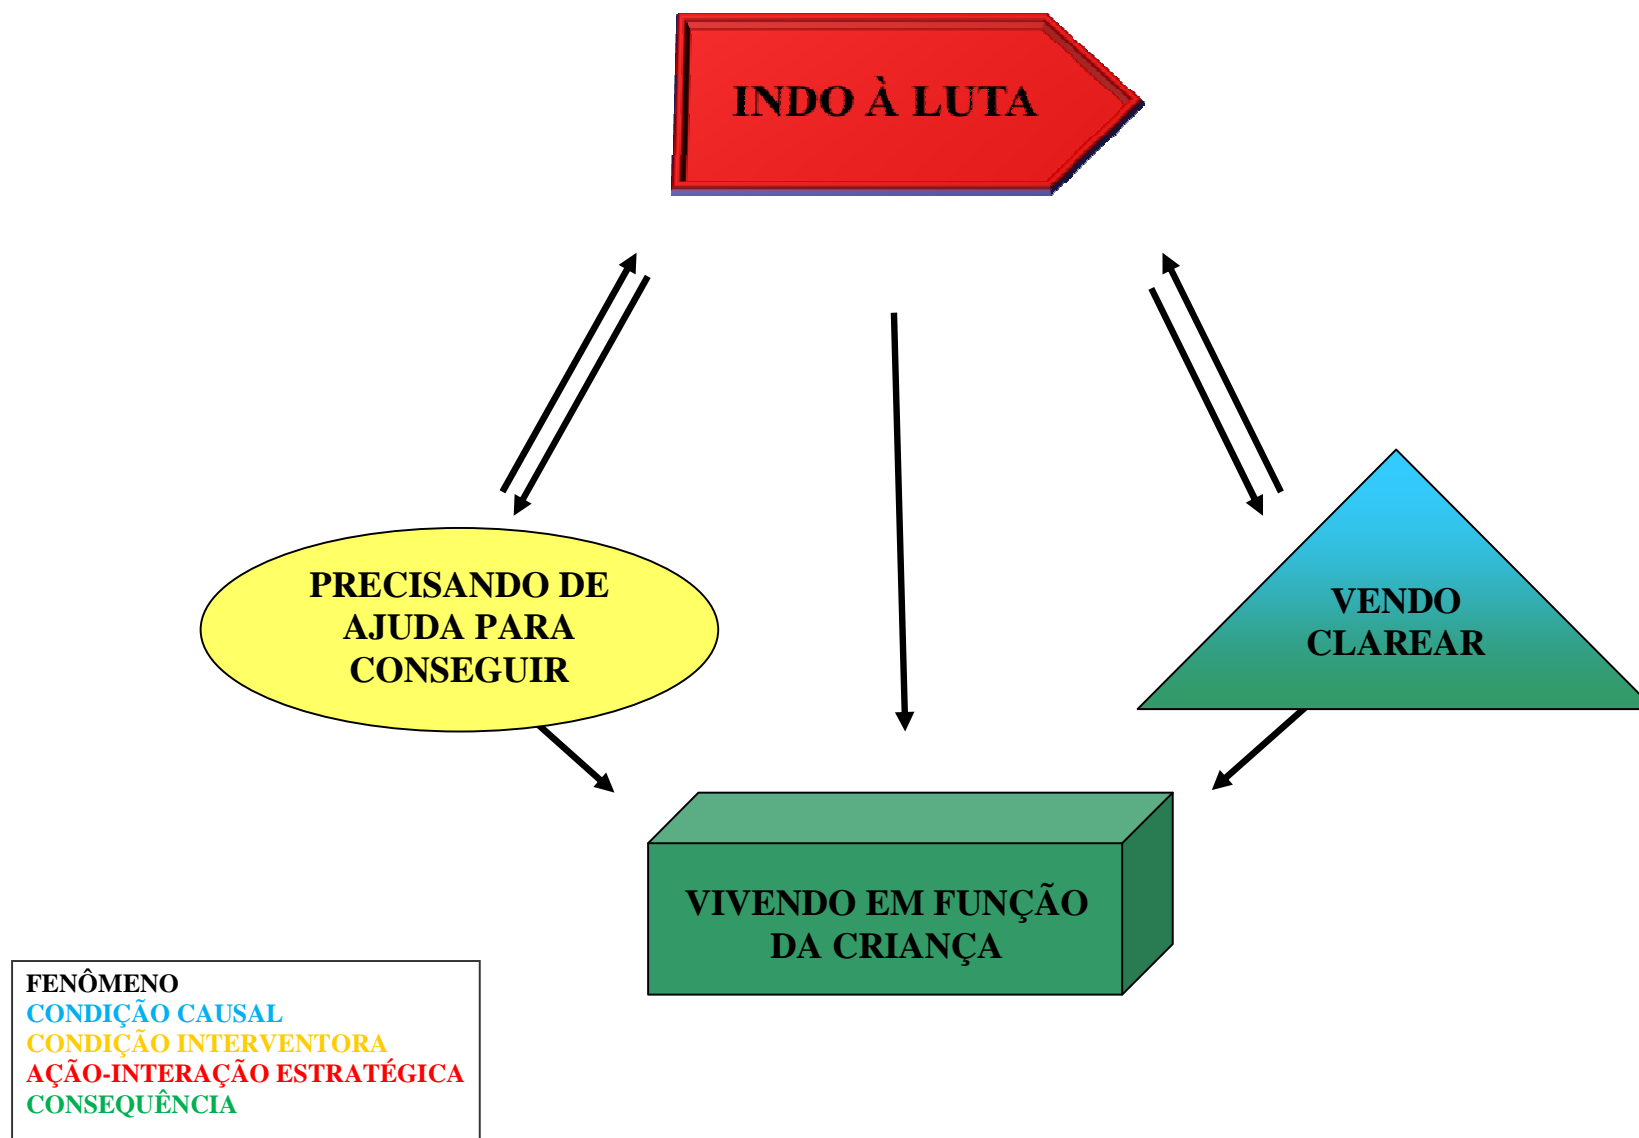 INDO À LUTA
PRECISANDO DE
AJUDA PARA
CONSEGUIR
VENDO
CLAREAR
VIVENDO EM FUNÇÃO
DA CRIANÇA
FENÔMENO
CONDIÇÃO CAUSAL
CONDIÇÃO INTERVENTORA
AÇÃO-INTERAÇÃO ESTRATÉGICA
CONSEQUÊNCIA